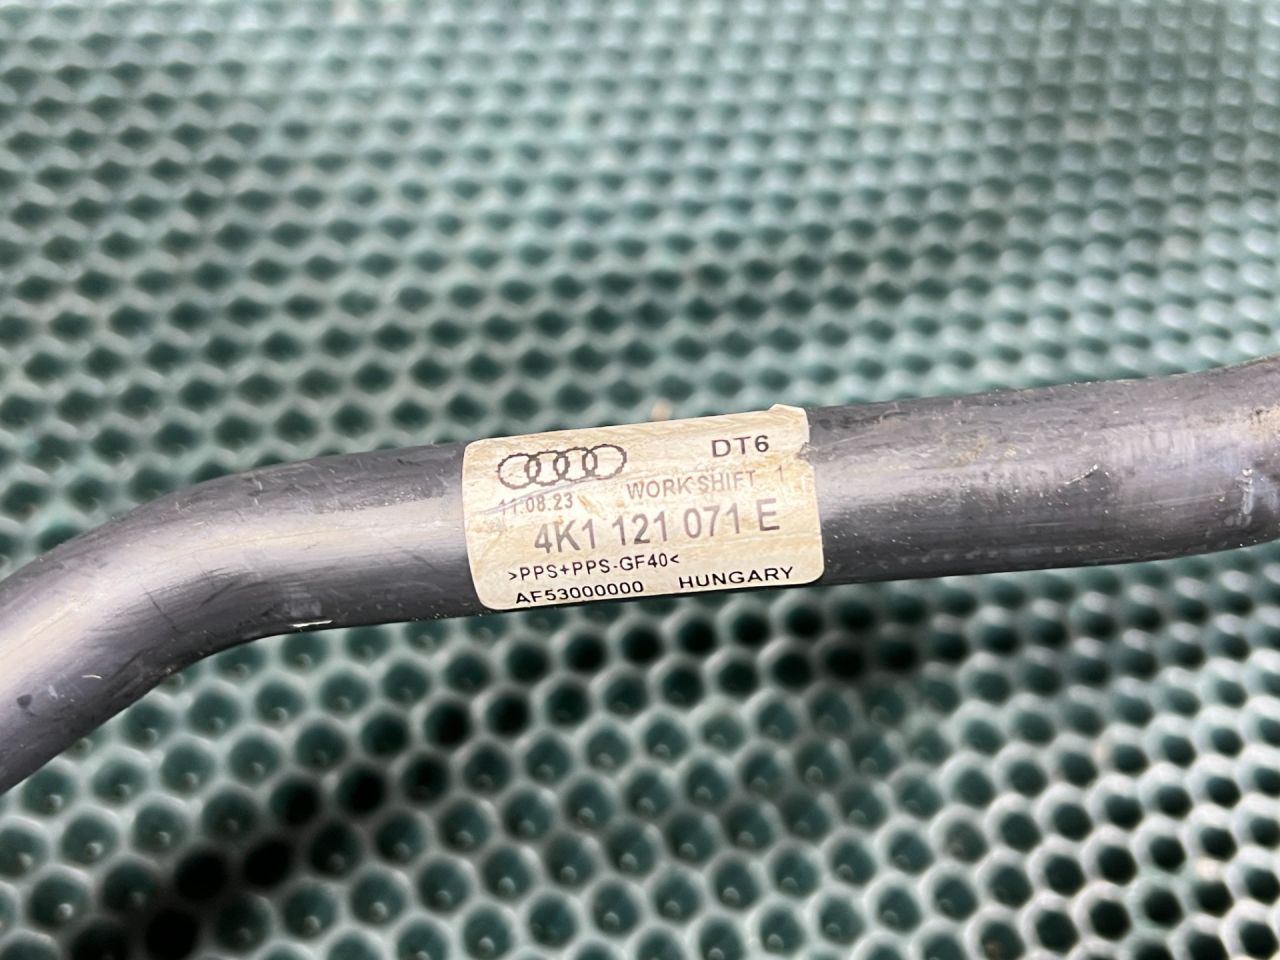 DT6
11.08.23 WORK SHIFT 1
4K1 121 071 E
>PPS+PPS-GF40<
AF53000000 HUNGARY